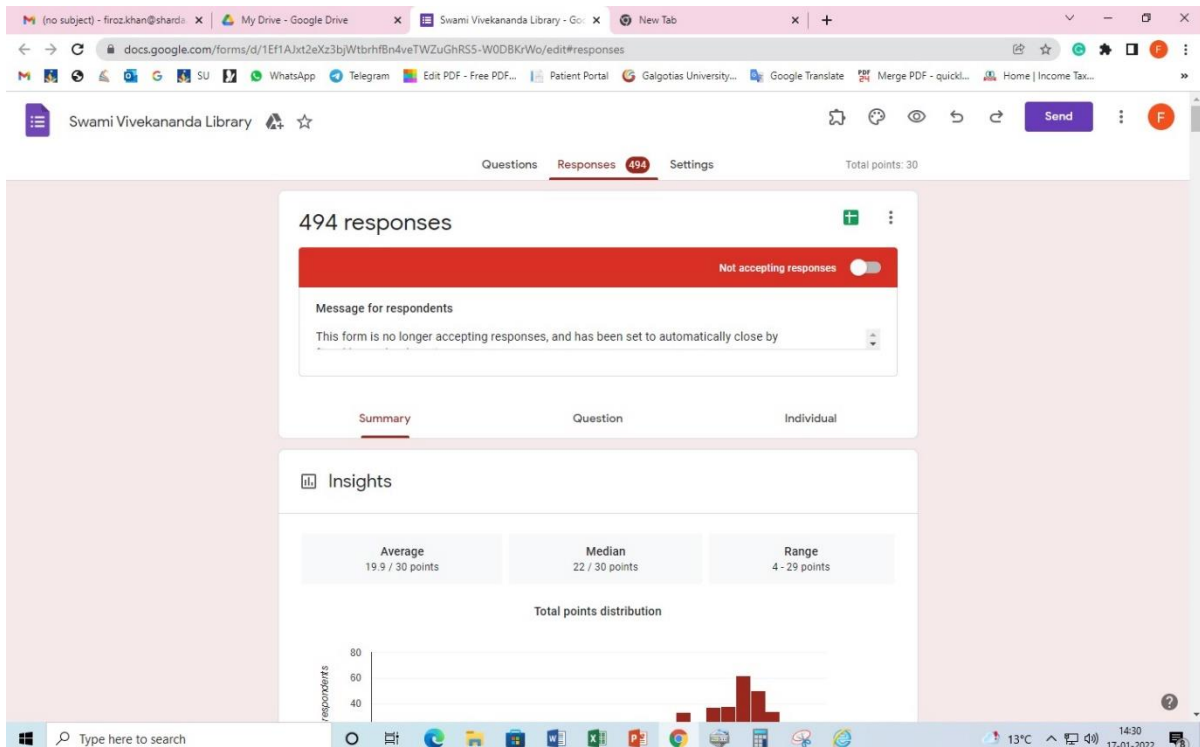 (no subject) - firoz.khan@sharda
My Drive - Google Drive
Swami Vivekananda Library - Goo
New Tab
docs.google.com/forms/d/1Ef1AJxt2eXz3bjWtbrhfBn4veTWZuGhRS5-W0DBKrWo/edit#responses
SU
WhatsApp
Telegram
Edit PDF - Free PDF...
Patient Portal
Galgotias University...
Google Translate
Merge PDF - quickl...
Home | Income Tax...
Swami Vivekananda Library
Send
F
Questions Responses 494 Settings
Total points: 30
494 responses
Not accepting responses
Message for respondents
This form is no longer accepting responses, and has been set to automatically close by
Summary Question Individual
Insights
Average
19.9 / 30 points
Median
22 / 30 points
Range
4 - 29 points
Total points distribution
80
60
40
respondents
Type here to search
13°C
14:30
17-01-2022